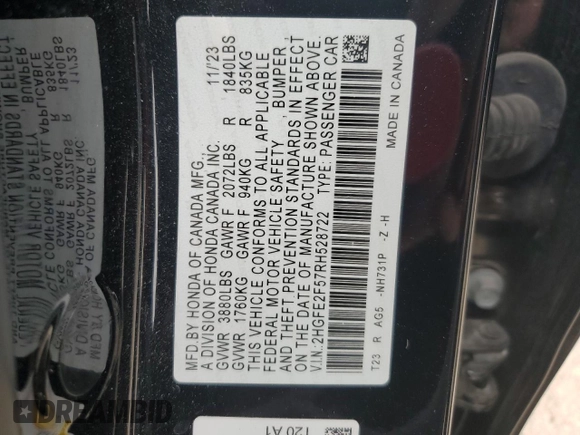 MFD.BY HONDA OF CANADA MFG.,
A DIVISION OF HONDA CANADA INC. 11/'23
GVWR 3880LBS GAWR F 2072LBS R 1840LBS
GVWR 1760KG GAWR F 940KG R 835KG
THIS VEHICLE CONFORMS TO ALL APPLICABLE
FEDERAL MOTOR VEHICLE SAFETY, BUMPER
AND THEFT PREVENTION STANDARDS IN EFFECT
ON THE DATE OF MANUFACTURE SHOWN ABOVE.
V.I.N.:2HGFE2F57RH528722 TYPE: PASSENGER CAR
T23 R AG5 -NH731P -Z -H
MADE IN CANADA
120 A1
DREAMBID